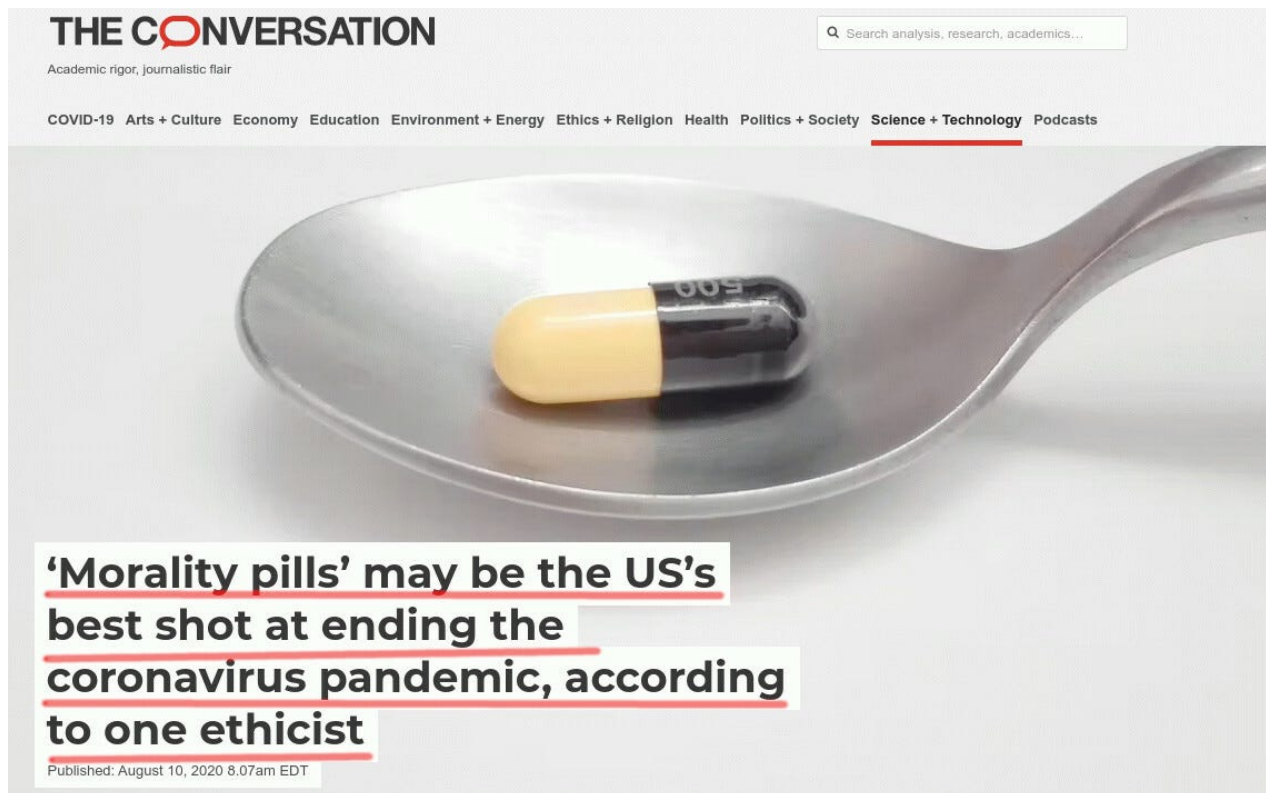 THE CONVERSATION
Search analysis, research, academics...
Academic rigor, journalistic flair
COVID-19 Arts + Culture Economy Education Environment + Energy Ethics + Religion Health Politics + Society Science + Technology Podcasts
500
‘Morality pills’ may be the US’s
best shot at ending the
coronavirus pandemic, according
to one ethicist
Published: August 10, 2020 8.07am EDT